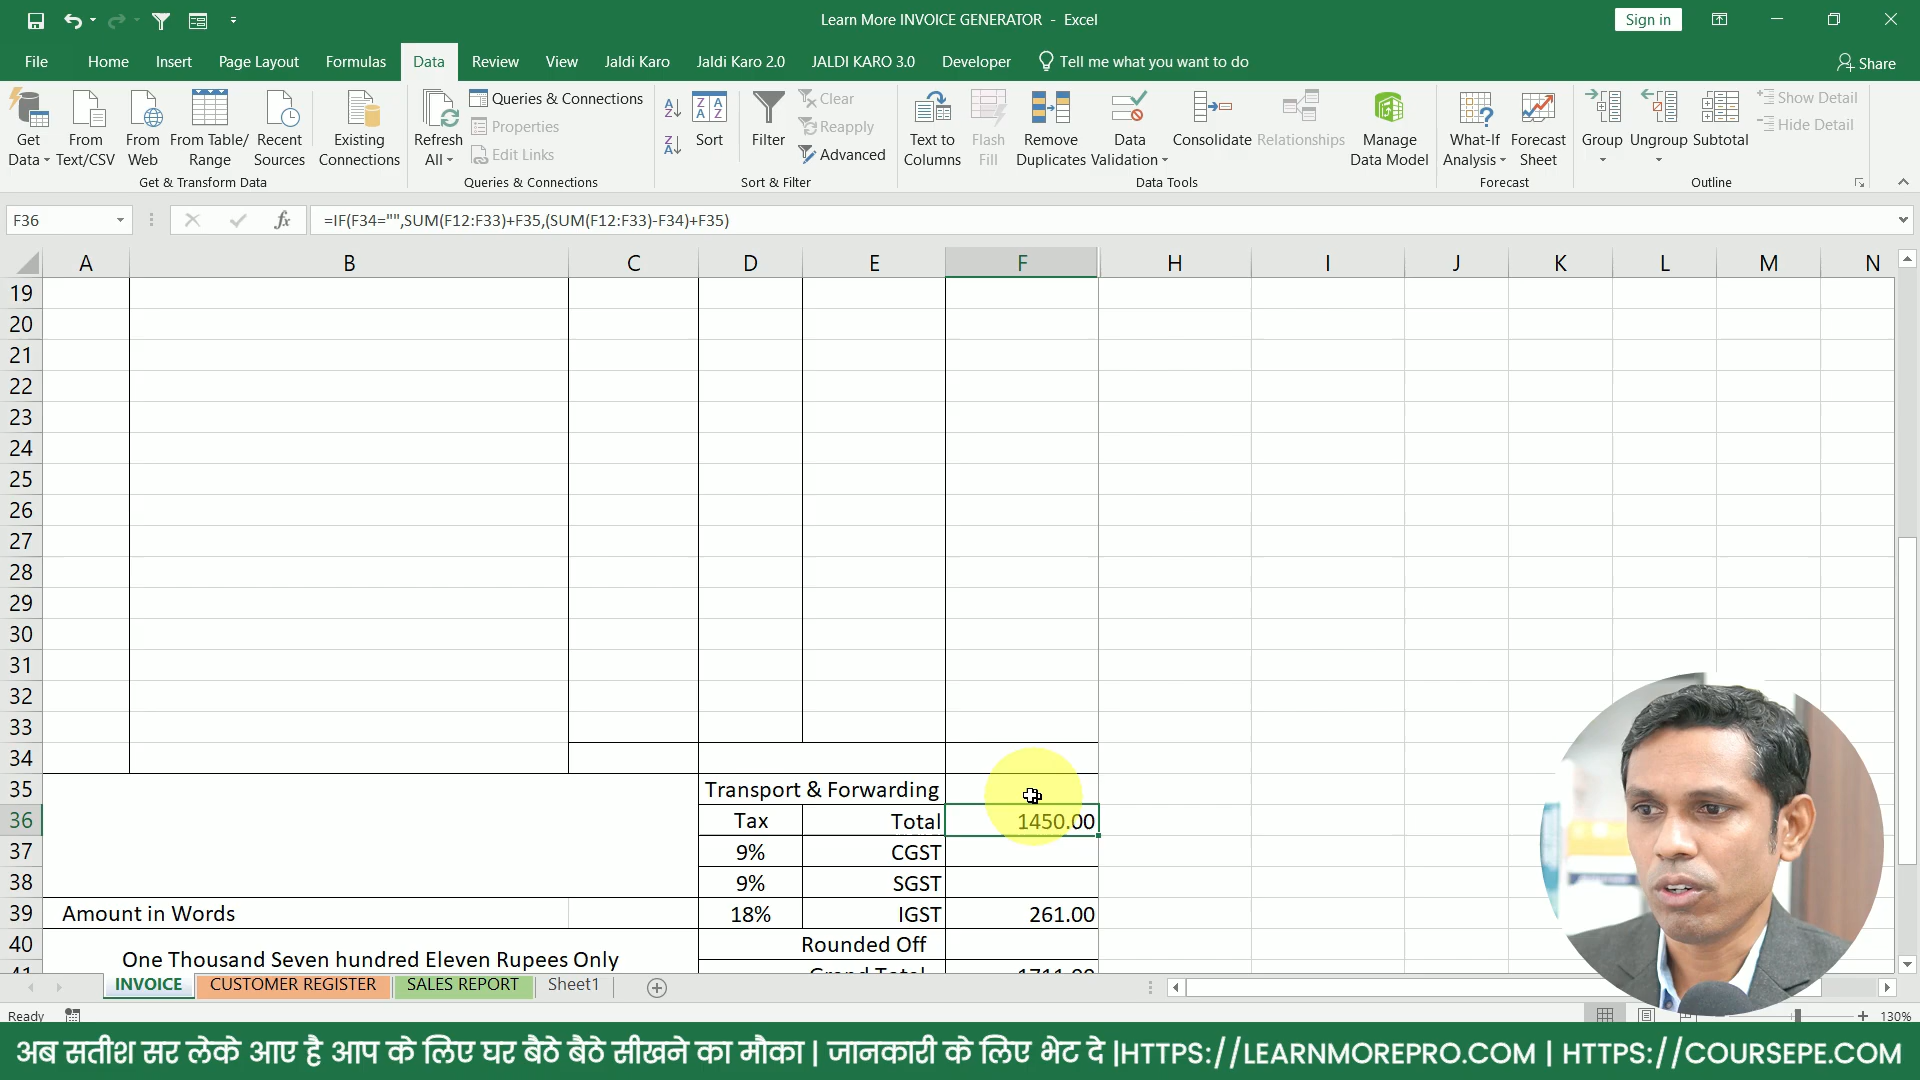 Learn More INVOICE GENERATOR - Excel
Sign in
File Home Insert Page Layout Formulas Data Review View Jaldi Karo Jaldi Karo 2.0 JALDI KARO 3.0 Developer Tell me what you want to do Share
Get Data
From Text/CSV
From Web
From Table/ Range
Recent Sources
Existing Connections
Get & Transform Data
Refresh All
Queries & Connections
Properties
Edit Links
Queries & Connections
Sort
Filter
Clear
Reapply
Advanced
Sort & Filter
Text to Columns
Flash Fill
Remove Duplicates
Data Validation
Consolidate
Relationships
Manage Data Model
Data Tools
What-If Analysis
Forecast Sheet
Forecast
Group
Ungroup
Subtotal
Show Detail
Hide Detail
Outline
F36 fx =IF(F34="",SUM(F12:F33)+F35,(SUM(F12:F33)-F34)+F35)
A B C D E F H I J K L M N
19
20
21
22
23
24
25
26
27
28
29
30
31
32
33
34
35 Transport & Forwarding
36 Tax Total 1450.00
37 9% CGST
38 9% SGST
39 Amount in Words 18% IGST 261.00
40 Rounded Off
One Thousand Seven hundred Eleven Rupees Only
41 Grand Total 1711.00
INVOICE CUSTOMER REGISTER SALES REPORT Sheet1
Ready 130%
अब सतीश सर लेके आए है आप के लिए घर बैठे बैठे सीखने का मौका | जानकारी के लिए भेट दे |HTTPS://LEARNMOREPRO.COM | HTTPS://COURSEPE.COM